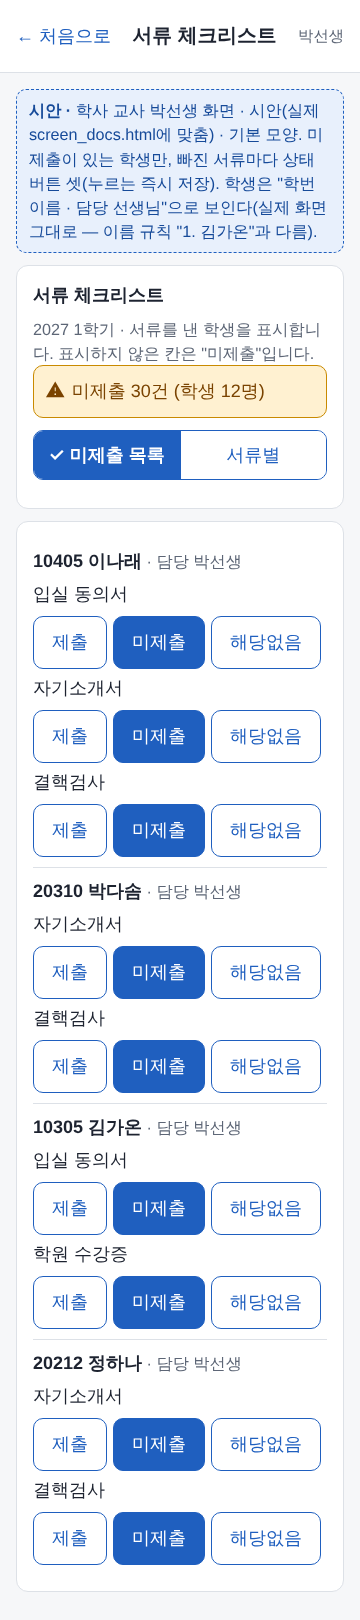 ← 처음으로 서류 체크리스트 박선생
시안 · 학사 교사 박선생 화면 · 시안(실제
screen_docs.html에 맞춤) · 기본 모양. 미
제출이 있는 학생만, 빠진 서류마다 상태
버튼 셋(누르는 즉시 저장). 학생은 "학번
이름 · 담당 선생님"으로 보인다(실제 화면
그대로 — 이름 규칙 "1. 김가온"과 다름).
서류 체크리스트
2027 1학기 · 서류를 낸 학생을 표시합니
다. 표시하지 않은 칸은 "미제출"입니다.
미제출 30건 (학생 12명)
✓ 미제출 목록 서류별
10405 이나래 · 담당 박선생
입실 동의서
제출 미제출 해당없음
자기소개서
제출 미제출 해당없음
결핵검사
제출 미제출 해당없음
20310 박다솜 · 담당 박선생
자기소개서
제출 미제출 해당없음
결핵검사
제출 미제출 해당없음
10305 김가온 · 담당 박선생
입실 동의서
제출 미제출 해당없음
학원 수강증
제출 미제출 해당없음
20212 정하나 · 담당 박선생
자기소개서
제출 미제출 해당없음
결핵검사
제출 미제출 해당없음